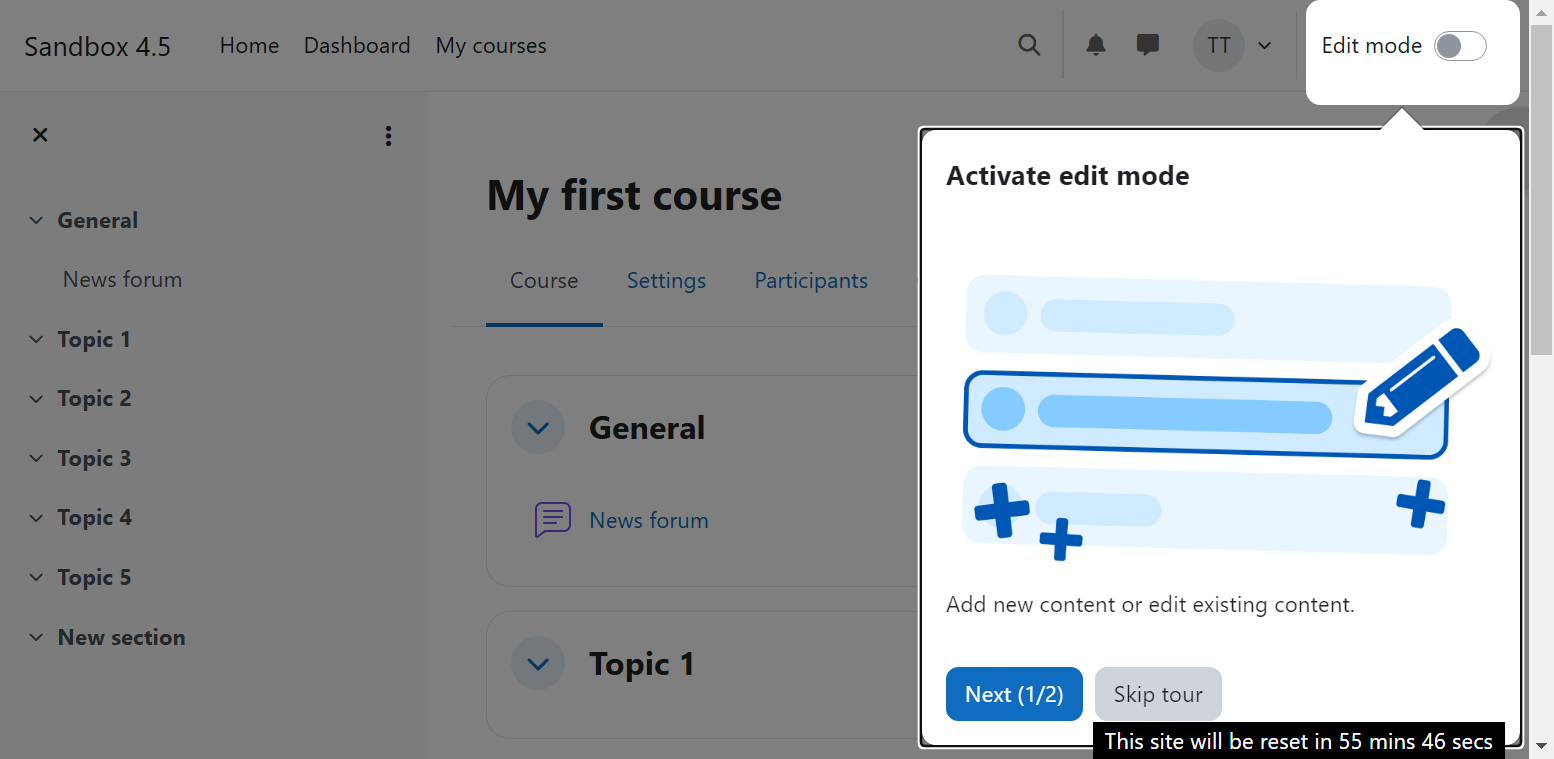 Sandbox 4.5 Home Dashboard My courses TT Edit mode
General
News forum
Topic 1
Topic 2
Topic 3
Topic 4
Topic 5
New section
My first course
Course Settings Participants
General
News forum
Topic 1
Activate edit mode
Add new content or edit existing content.
Next (1/2) Skip tour
This site will be reset in 55 mins 46 secs